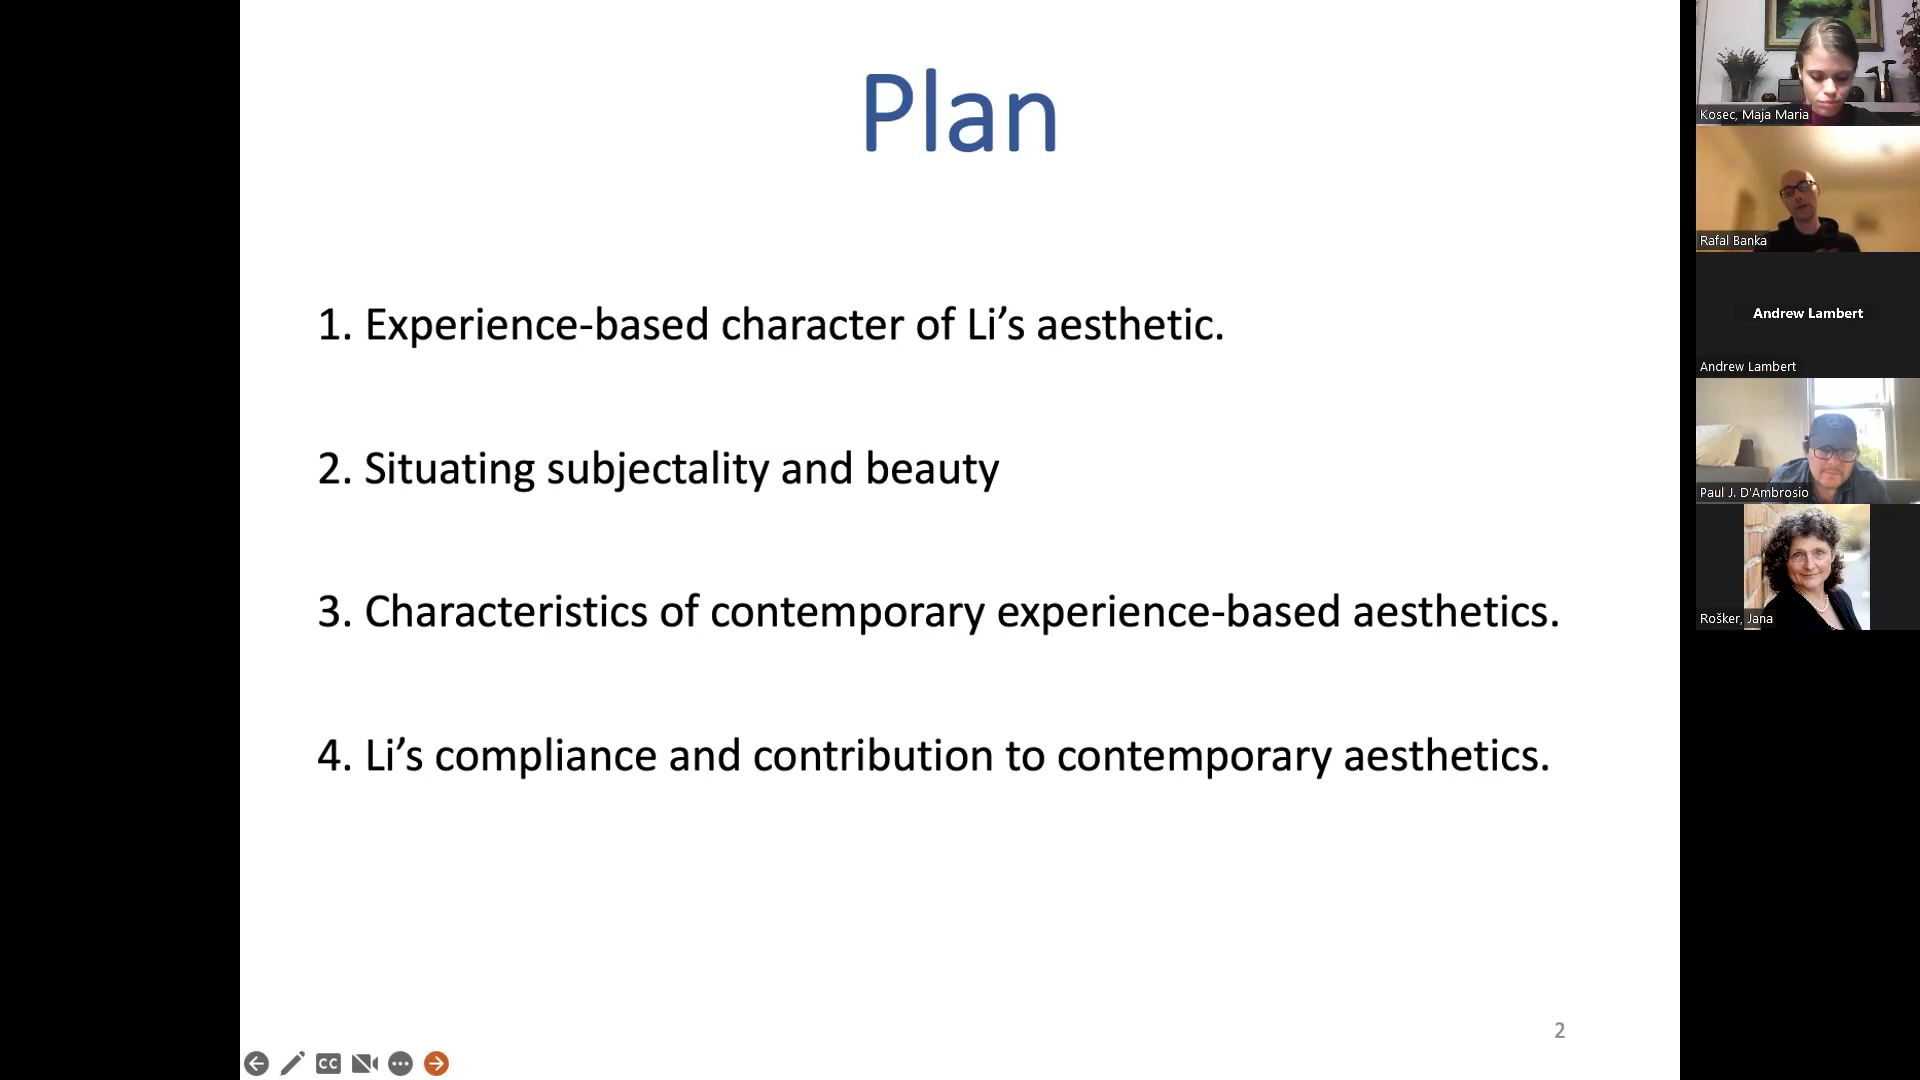 Plan
1. Experience-based character of Li’s aesthetic.
2. Situating subjectality and beauty
3. Characteristics of contemporary experience-based aesthetics.
4. Li’s compliance and contribution to contemporary aesthetics.
2
CC
Kosec, Maja Maria
Rafal Banka
Andrew Lambert
Andrew Lambert
Paul J. D'Ambrosio
Rošker, Jana